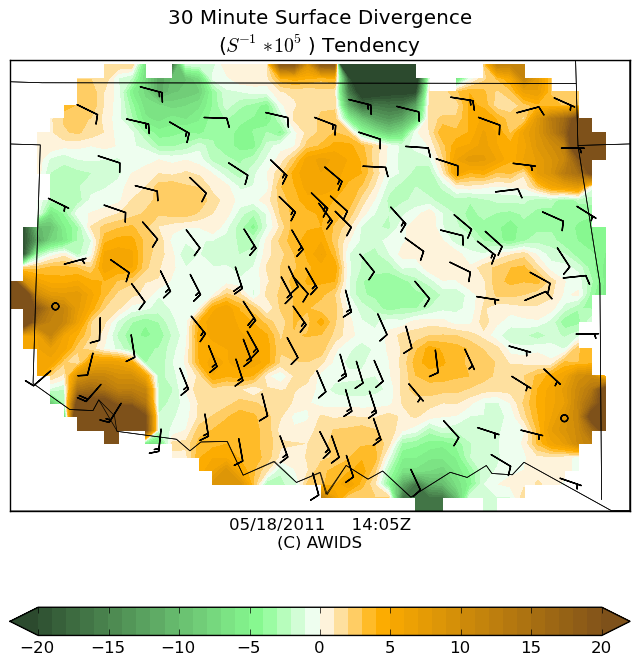 30 Minute Surface Divergence
(S⁻¹ *10⁵ ) Tendency
05/18/2011 14:05Z
(C) AWIDS
−20 −15 −10 −5 0 5 10 15 20